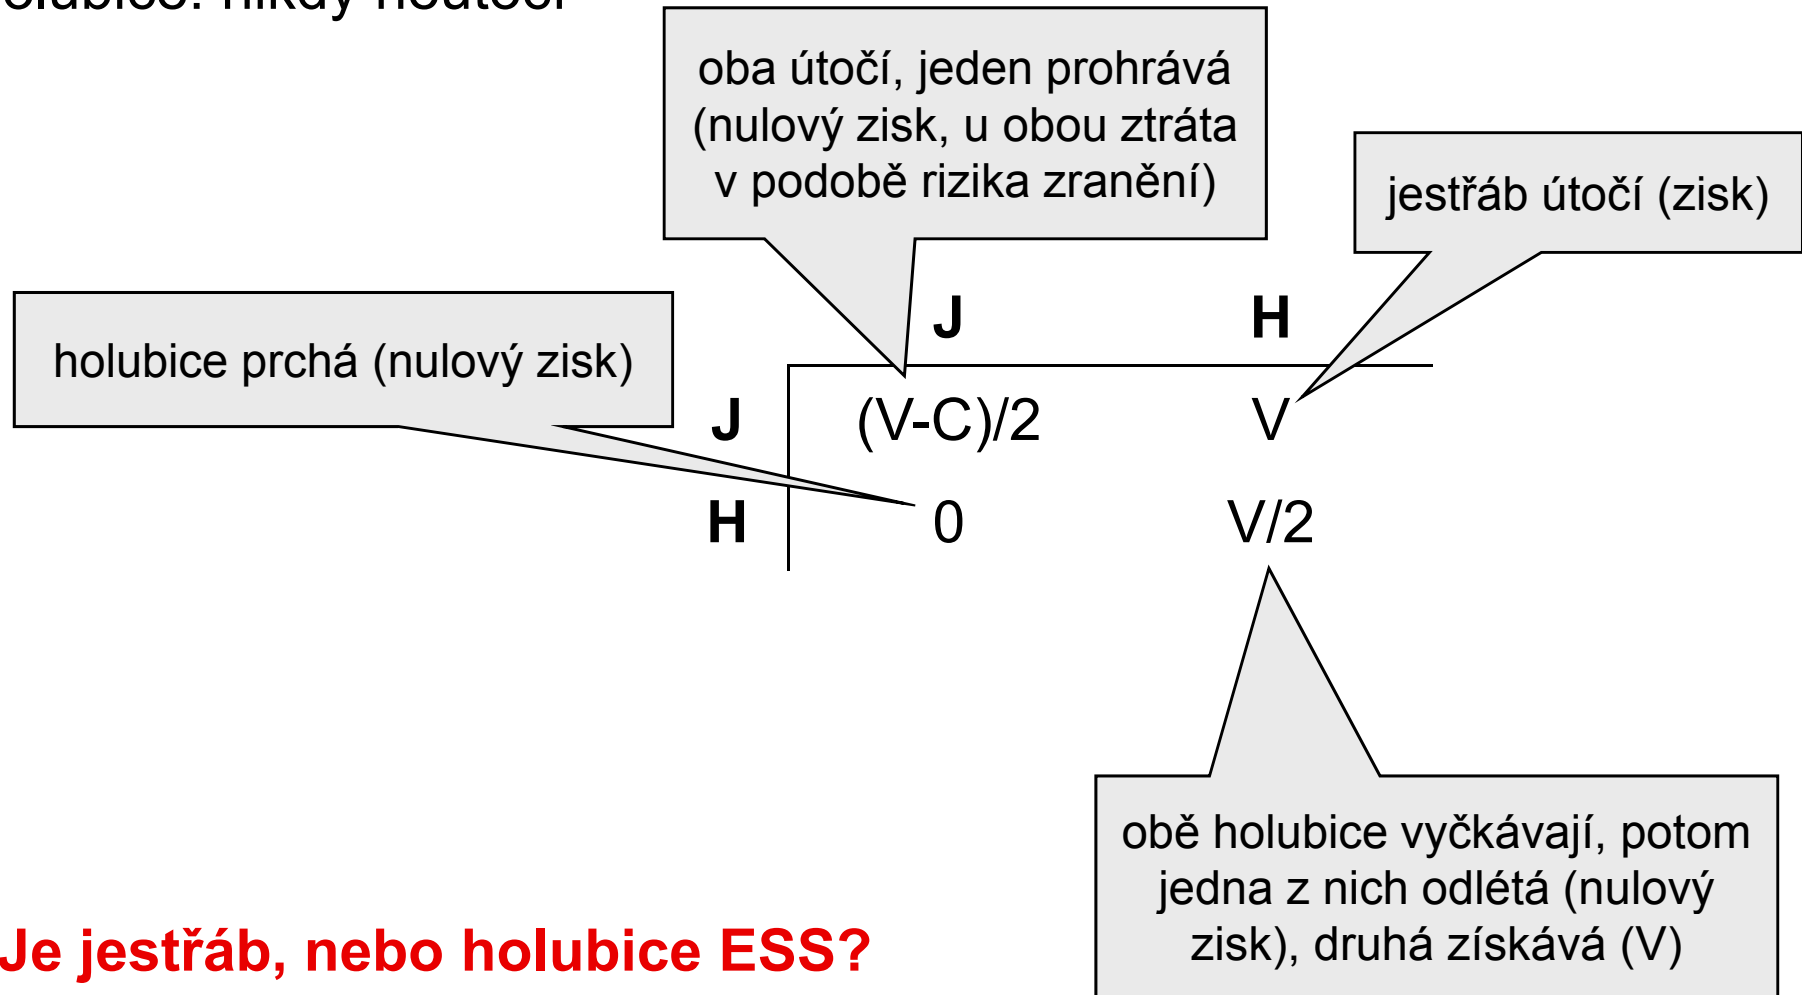 oba útočí, jeden prohrává
(nulový zisk, u obou ztráta
v podobě rizika zranění)
jestřáb útočí (zisk)
holubice prchá (nulový zisk)
J H
J (V-C)/2 V
H 0 V/2
obě holubice vyčkávají, potom
jedna z nich odlétá (nulový
zisk), druhá získává (V)
Je jestřáb, nebo holubice ESS?